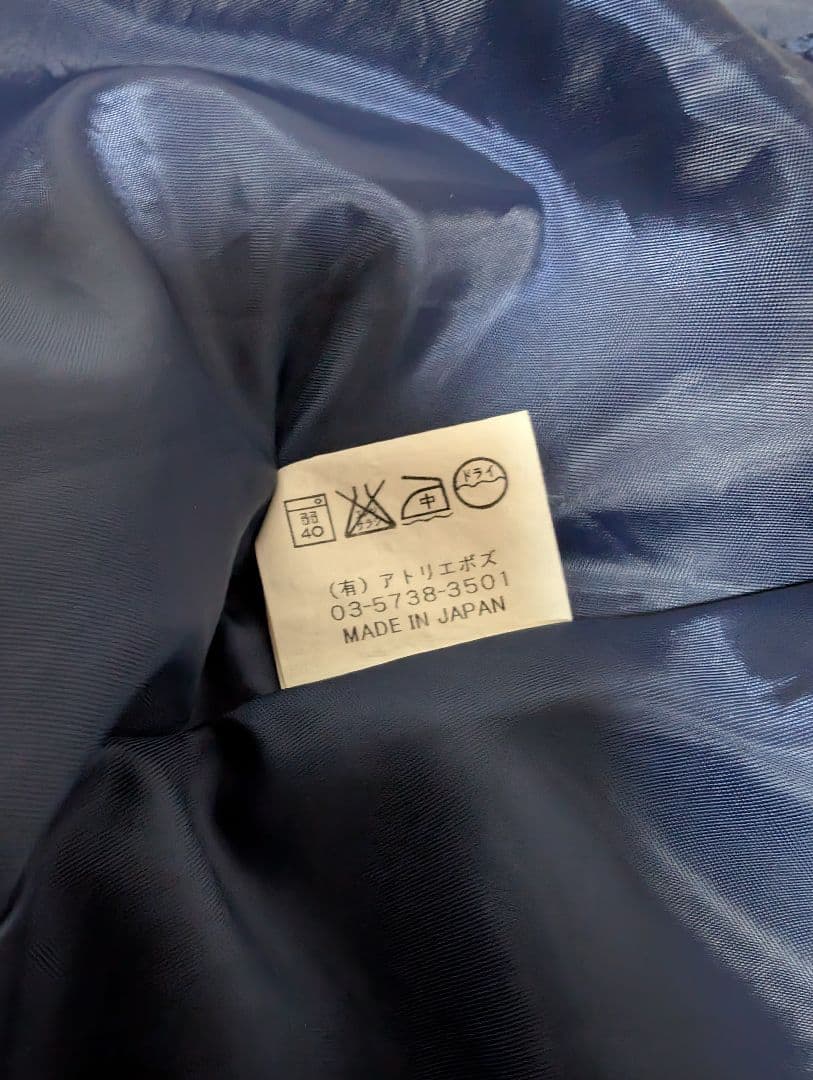 弱
40
エンソ
サラシ
中
ドライ
(有) アトリエボズ
03-5738-3501
MADE IN JAPAN